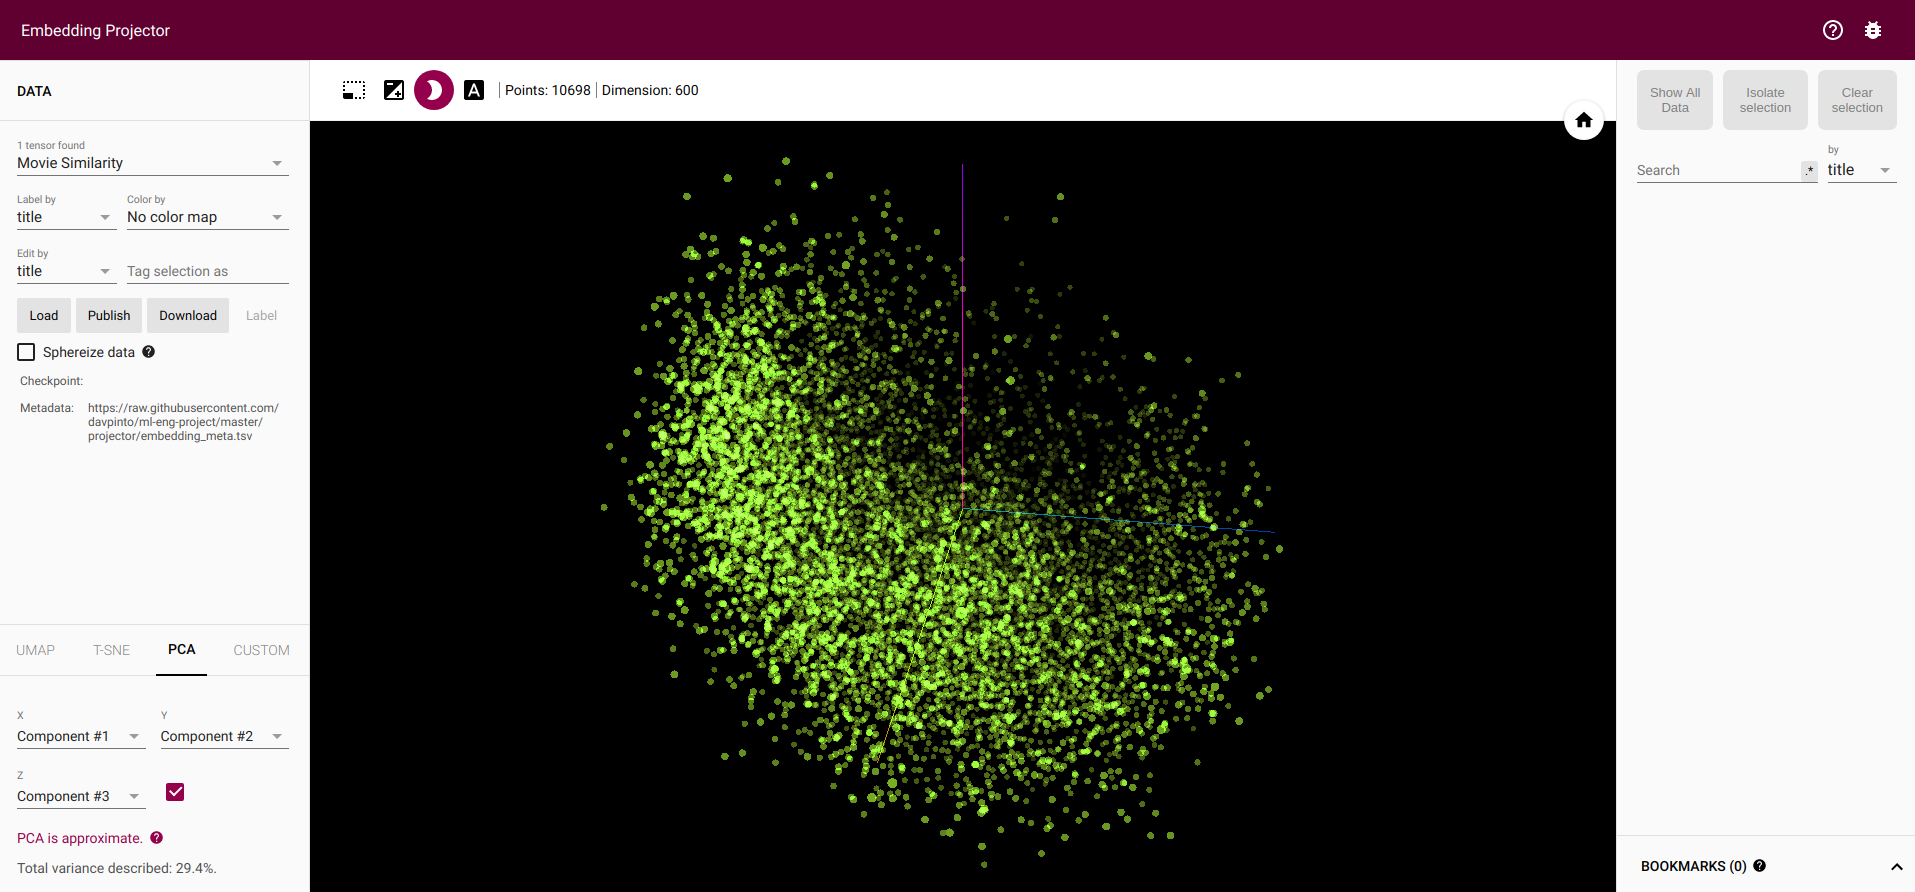 Embedding Projector
DATA
1 tensor found
Movie Similarity
Label by
Color by
title
No color map
Edit by
title
Tag selection as
Load
Publish
Download
Label
Sphereize data
Checkpoint:
Metadata:
https://raw.githubusercontent.com/
davpinto/ml-eng-project/master/
projector/embedding_meta.tsv
UMAP
T-SNE
PCA
CUSTOM
X
Y
Component #1
Component #2
Z
Component #3
PCA is approximate.
Total variance described: 29.4%.
A
Points: 10698
Dimension: 600
Show All
Data
Isolate
selection
Clear
selection
Search
.*
by
title
BOOKMARKS (0)